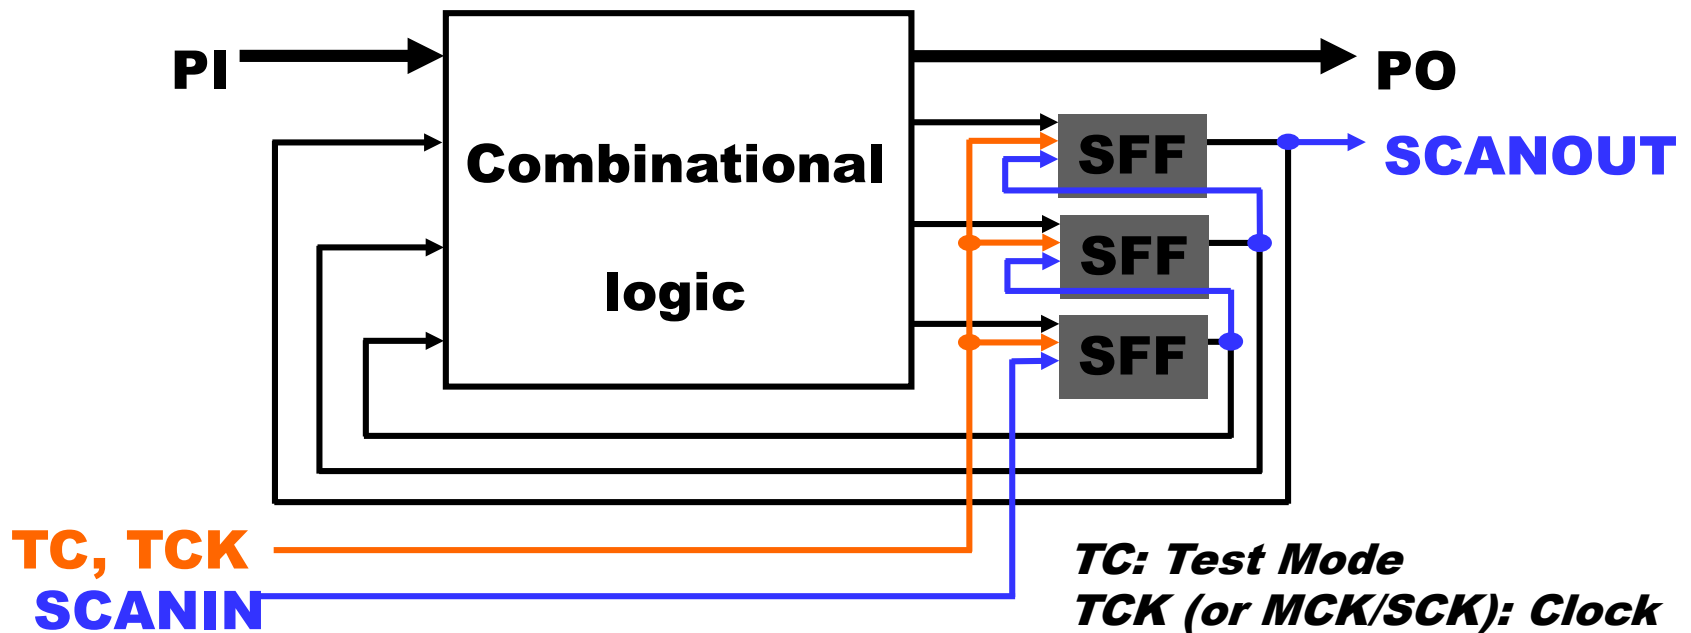 PI
PO
Combinational
logic
SFF
SCANOUT
SFF
SFF
TC, TCK
SCANIN
TC: Test Mode
TCK (or MCK/SCK): Clock